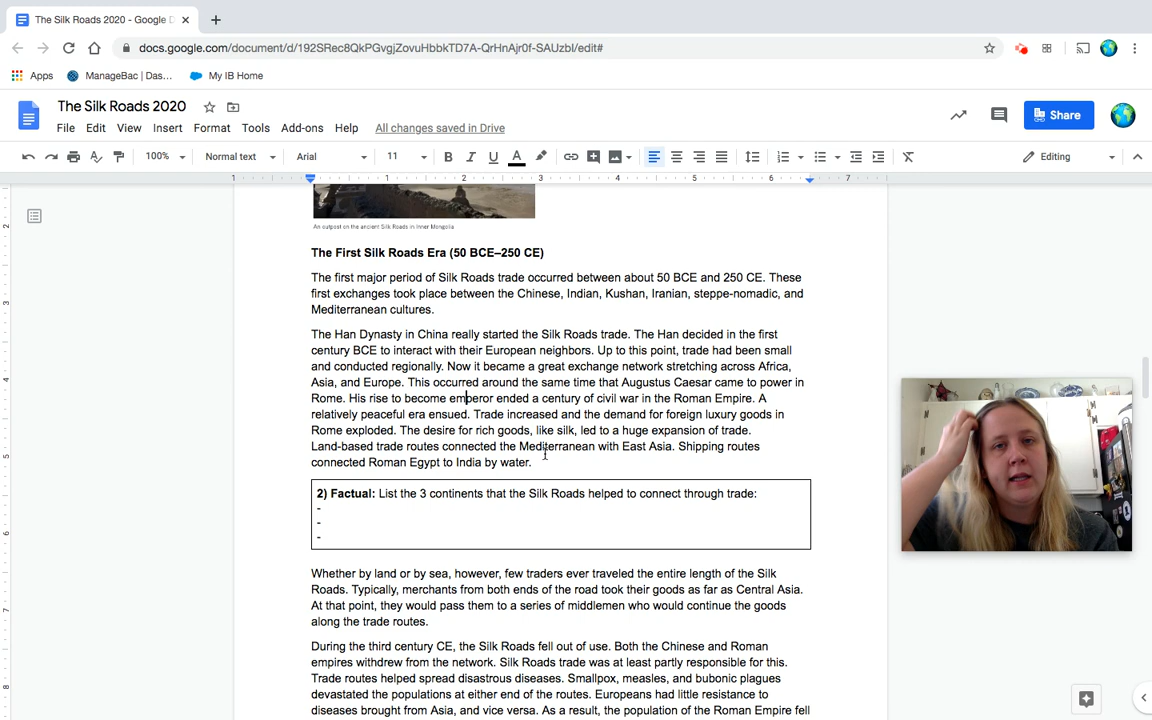 The Silk Roads 2020 - Google D
docs.google.com/document/d/192SRec8QkPGvgjZovuHbbkTD7A-QrHnAjr0f-SAUzbI/edit#
Apps ManageBac | Das... My IB Home
The Silk Roads 2020
File Edit View Insert Format Tools Add-ons Help All changes saved in Drive
Share
100% Normal text Arial 11 B I U A Editing
1 1 2 3 4 5 6 7
An outpost on the ancient Silk Roads in Inner Mongolia
The First Silk Roads Era (50 BCE–250 CE)
The first major period of Silk Roads trade occurred between about 50 BCE and 250 CE. These
first exchanges took place between the Chinese, Indian, Kushan, Iranian, steppe-nomadic, and
Mediterranean cultures.
The Han Dynasty in China really started the Silk Roads trade. The Han decided in the first
century BCE to interact with their European neighbors. Up to this point, trade had been small
and conducted regionally. Now it became a great exchange network stretching across Africa,
Asia, and Europe. This occurred around the same time that Augustus Caesar came to power in
Rome. His rise to become emperor ended a century of civil war in the Roman Empire. A
relatively peaceful era ensued. Trade increased and the demand for foreign luxury goods in
Rome exploded. The desire for rich goods, like silk, led to a huge expansion of trade.
Land-based trade routes connected the Mediterranean with East Asia. Shipping routes
connected Roman Egypt to India by water.
2) Factual: List the 3 continents that the Silk Roads helped to connect through trade:
-
-
-
Whether by land or by sea, however, few traders ever traveled the entire length of the Silk
Roads. Typically, merchants from both ends of the road took their goods as far as Central Asia.
At that point, they would pass them to a series of middlemen who would continue the goods
along the trade routes.
During the third century CE, the Silk Roads fell out of use. Both the Chinese and Roman
empires withdrew from the network. Silk Roads trade was at least partly responsible for this.
Trade routes helped spread disastrous diseases. Smallpox, measles, and bubonic plagues
devastated the populations at either end of the routes. Europeans had little resistance to
diseases brought from Asia, and vice versa. As a result, the population of the Roman Empire fell
2
3
4
5
6
7
8